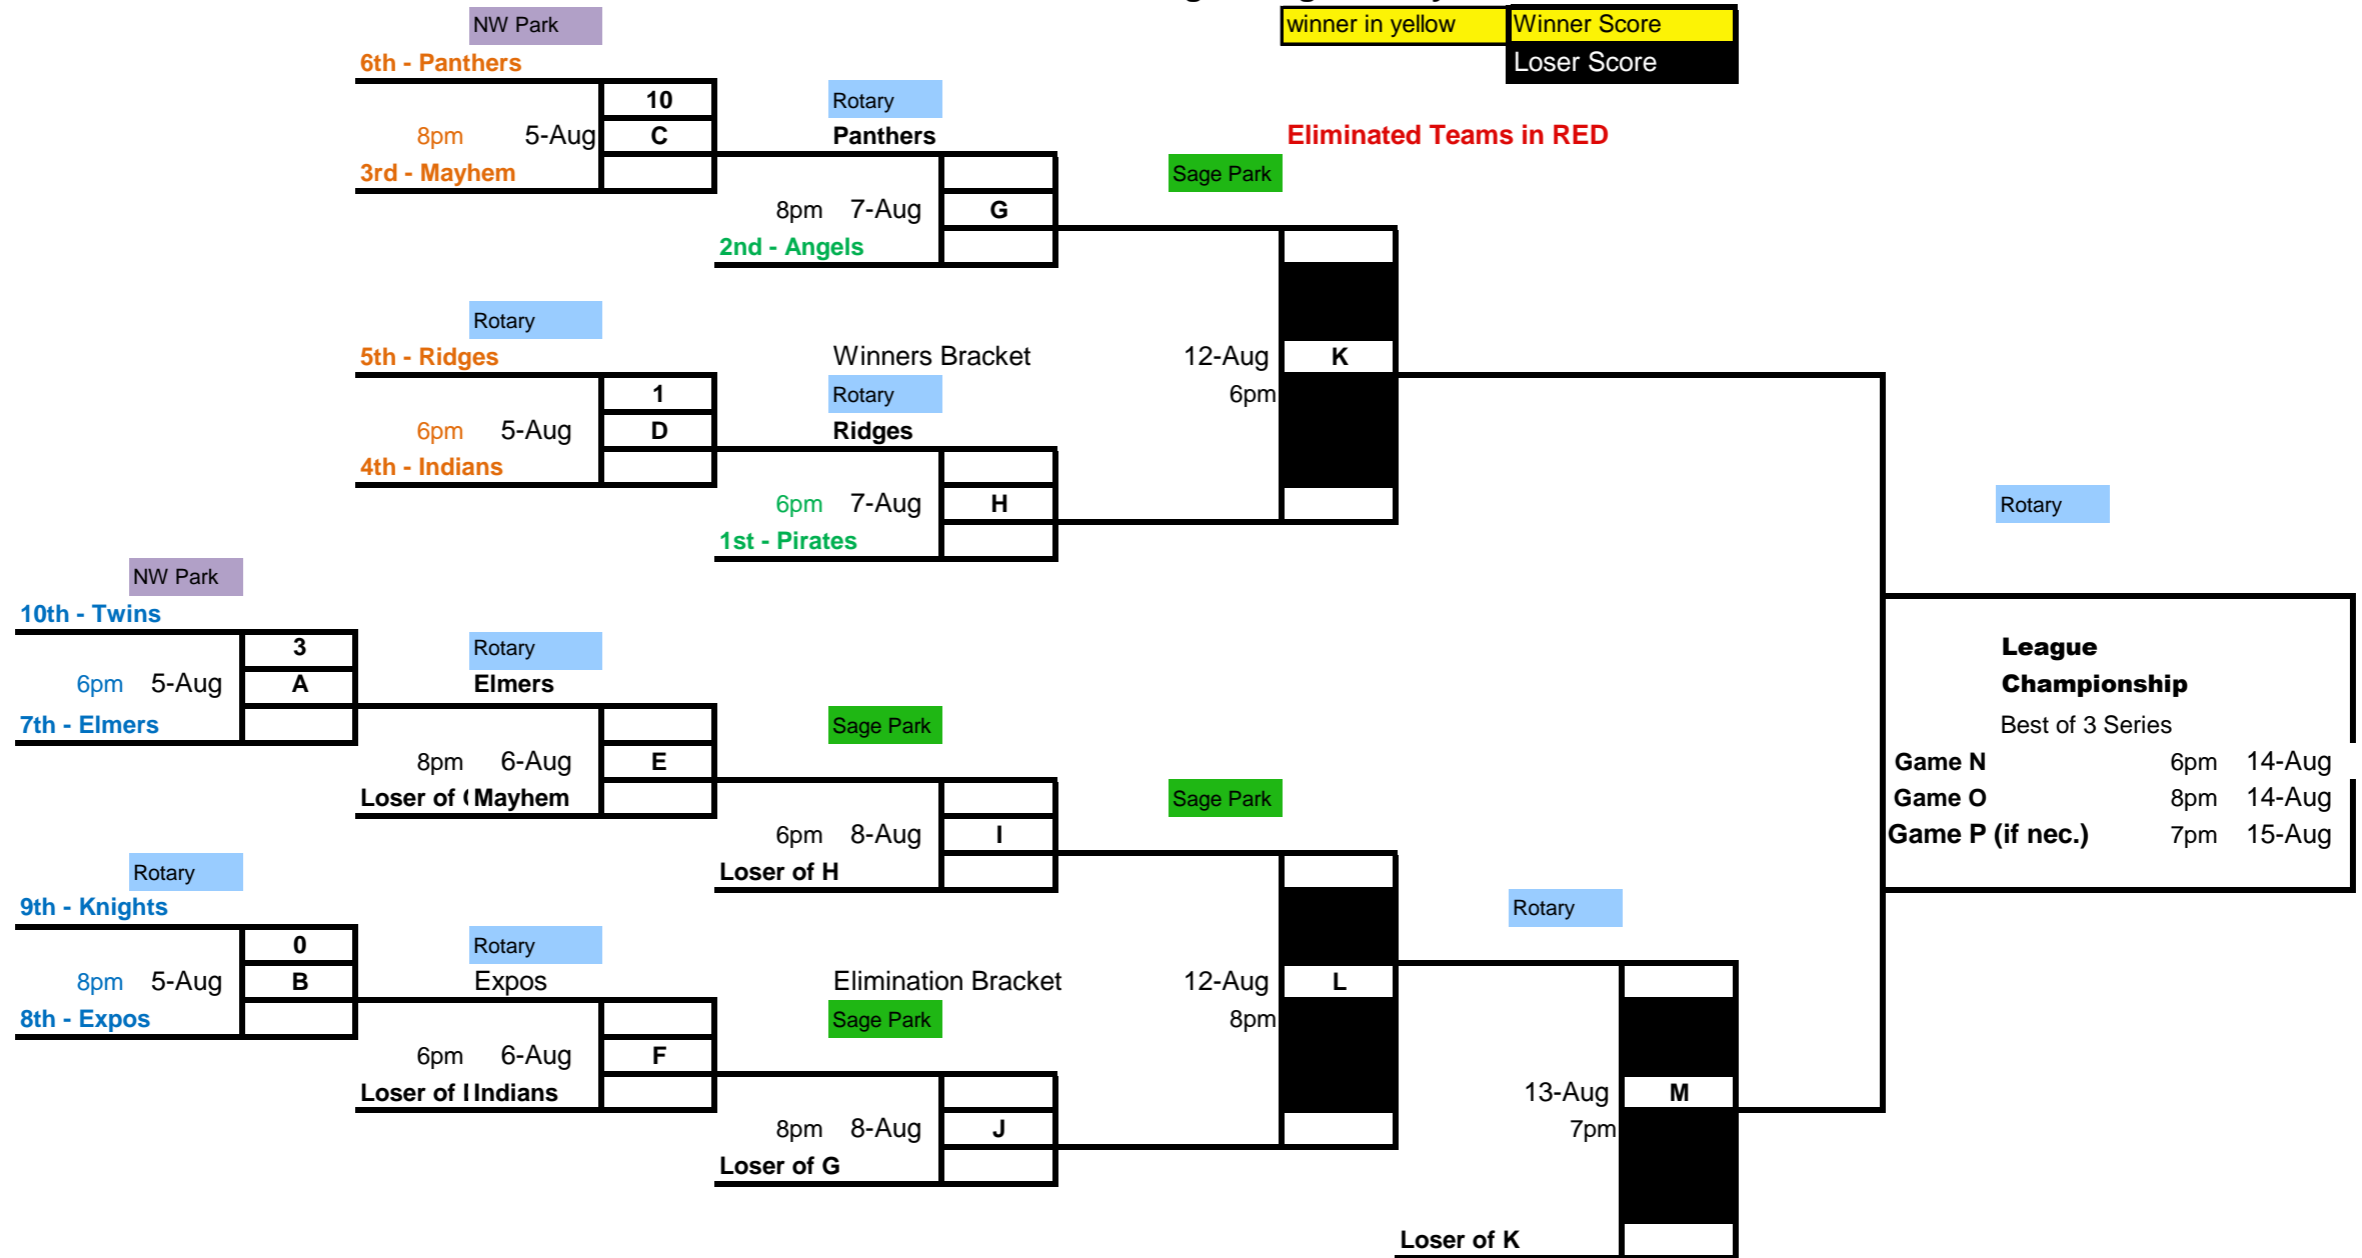 NW Park
winner in yellow Winner Score
6th - Panthers
Loser Score
10
Rotary
8pm 5-Aug C Panthers
Eliminated Teams in RED
3rd - Mayhem
Sage Park
8pm 7-Aug G
2nd - Angels
Rotary
5th - Ridges
Winners Bracket
12-Aug K
1
Rotary
6pm
6pm 5-Aug D Ridges
4th - Indians
6pm 7-Aug H
Rotary
1st - Pirates
NW Park
10th - Twins
3
Rotary
League
6pm 5-Aug A Elmers
Championship
7th - Elmers
Sage Park
Best of 3 Series
8pm 6-Aug E
Game N 6pm 14-Aug
Loser of Mayhem
Sage Park
Game O 8pm 14-Aug
6pm 8-Aug I
Game P (if nec.) 7pm 15-Aug
Rotary
Loser of H
9th - Knights
Rotary
0
Rotary
8pm 5-Aug B Expos
Elimination Bracket
12-Aug L
8th - Expos
Sage Park
8pm
6pm 6-Aug F
Loser of Indians
13-Aug M
8pm 8-Aug J
7pm
Loser of G
Loser of K